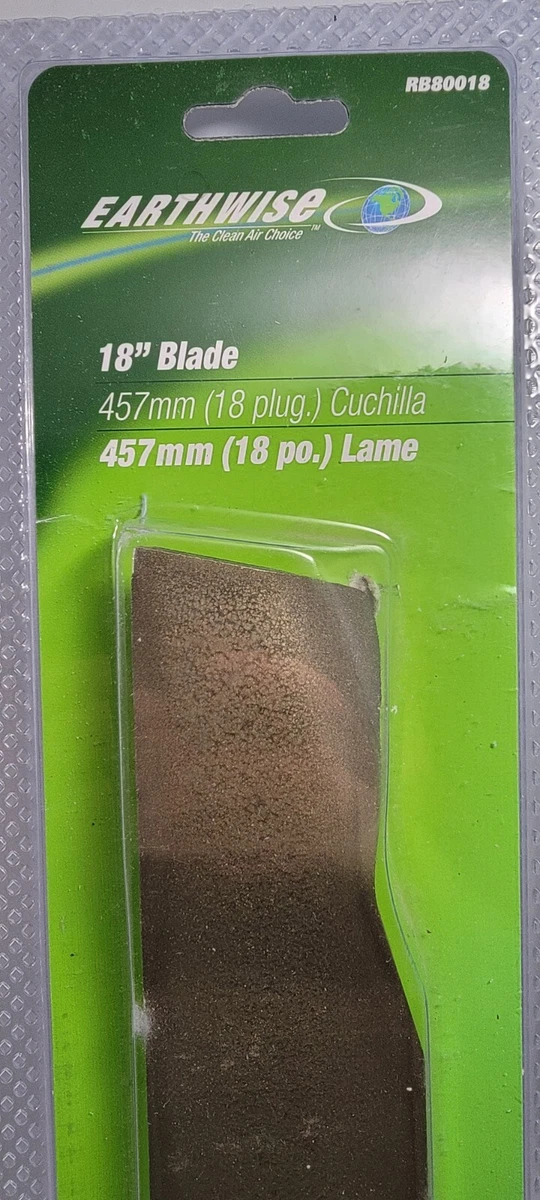 RB80018
EARTHWISE
The Clean Air Choice™
18” Blade
457mm (18 plug.) Cuchilla
457mm (18 po.) Lame